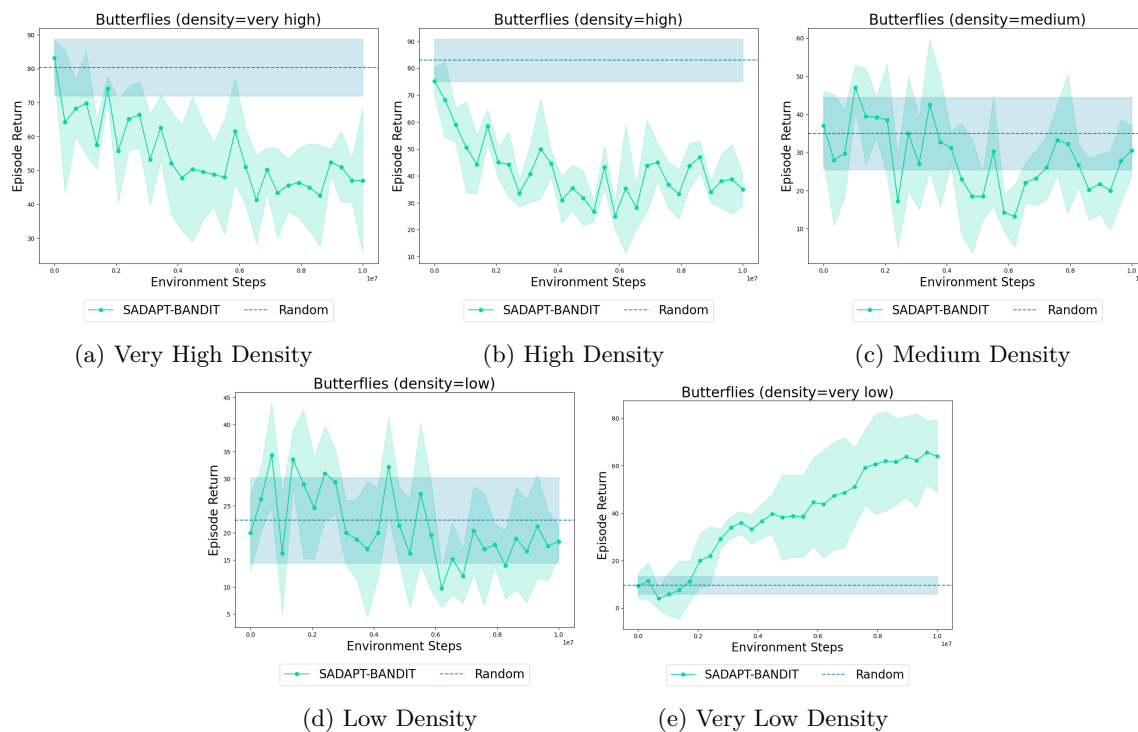 Butterflies (density=very high)
90
80
70
60
50
40
30
Episode Return
0.0 0.2 0.4 0.6 0.8 1.0
1e7
Environment Steps
SADAPT-BANDIT Random
(a) Very High Density
Butterflies (density=high)
90
80
70
60
50
40
30
20
10
Episode Return
0.0 0.2 0.4 0.6 0.8 1.0
1e7
Environment Steps
SADAPT-BANDIT Random
(b) High Density
Butterflies (density=medium)
60
50
40
30
20
10
Episode Return
0.0 0.2 0.4 0.6 0.8 1.0
1e7
Environment Steps
SADAPT-BANDIT Random
(c) Medium Density
Butterflies (density=low)
45
40
35
30
25
20
15
10
5
Episode Return
0.0 0.2 0.4 0.6 0.8 1.0
1e7
Environment Steps
SADAPT-BANDIT Random
(d) Low Density
Butterflies (density=very low)
80
60
40
20
0
Episode Return
0.0 0.2 0.4 0.6 0.8 1.0
1e7
Environment Steps
SADAPT-BANDIT Random
(e) Very Low Density